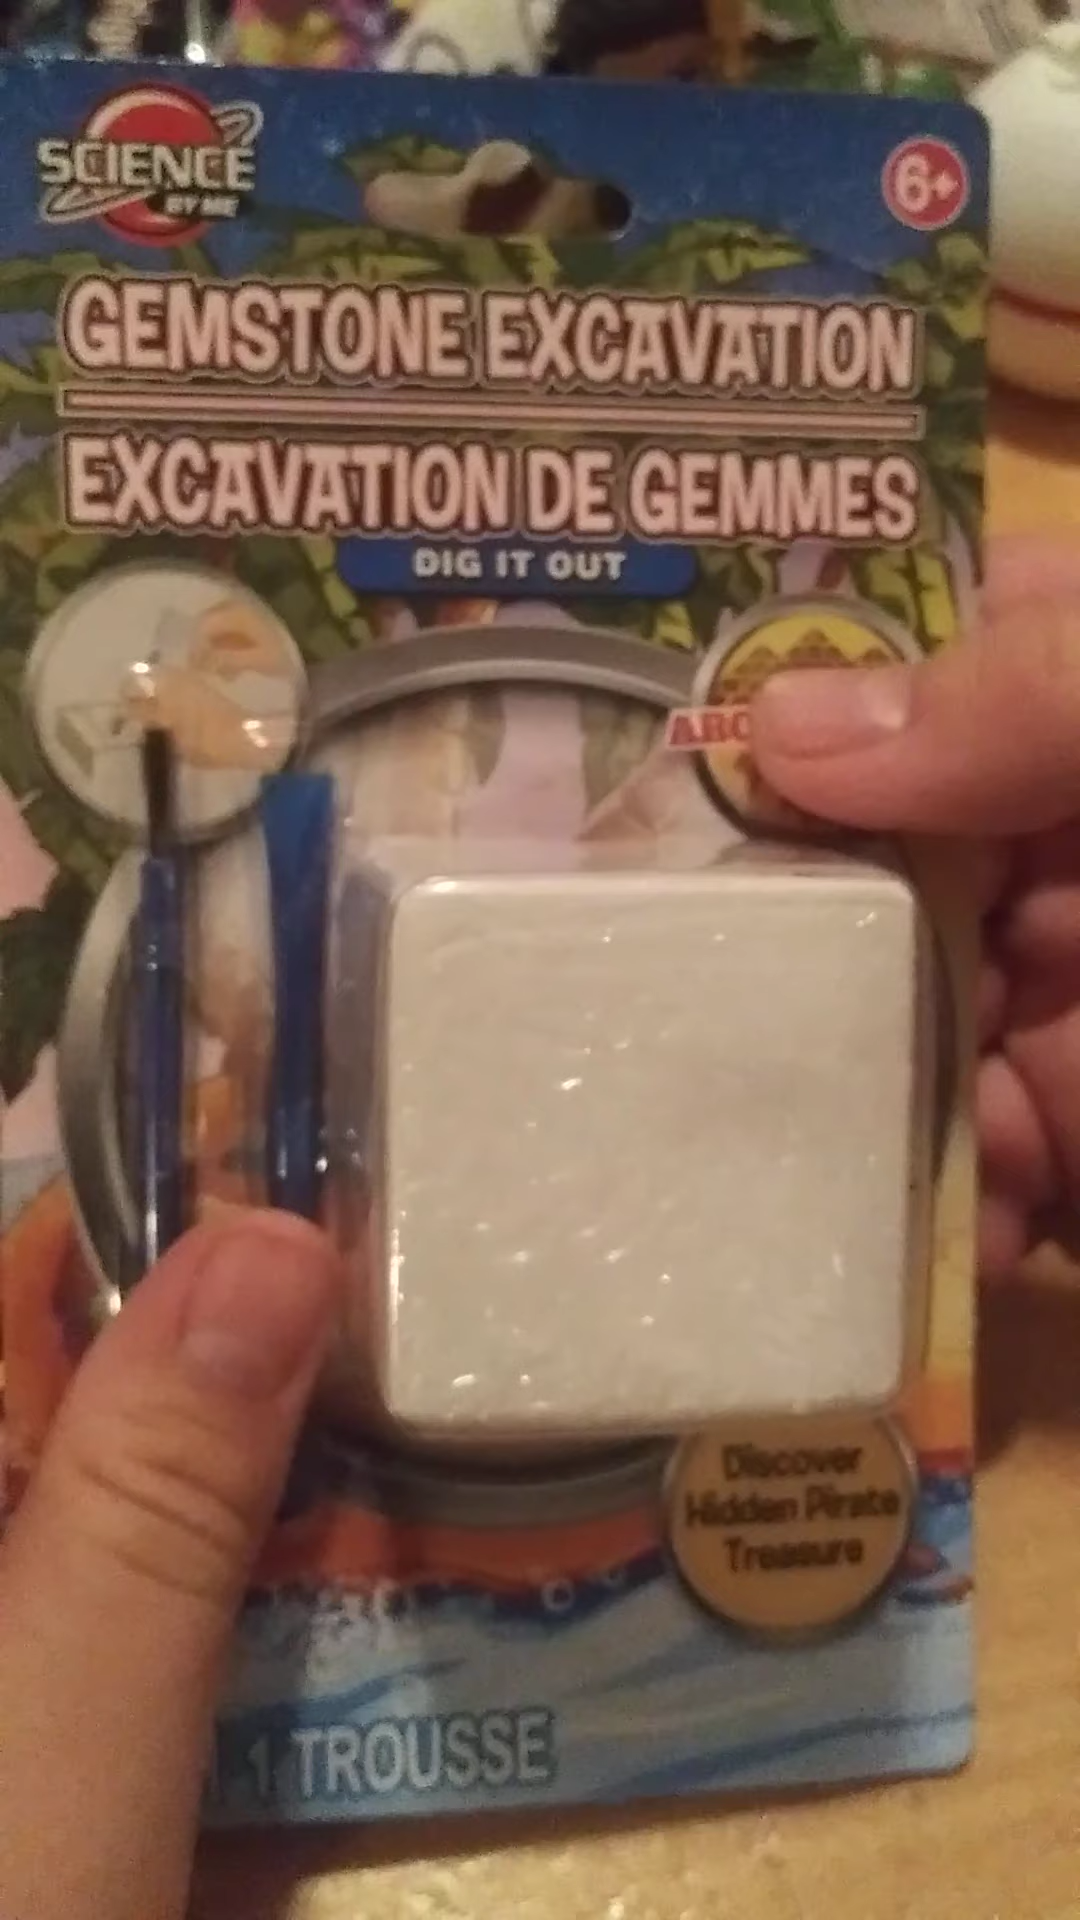 SCIENCE
BY ME
6+
GEMSTONE EXCAVATION
EXCAVATION DE GEMMES
DIG IT OUT
Discover
Hidden Pirate
Treasure
1 TROUSSE